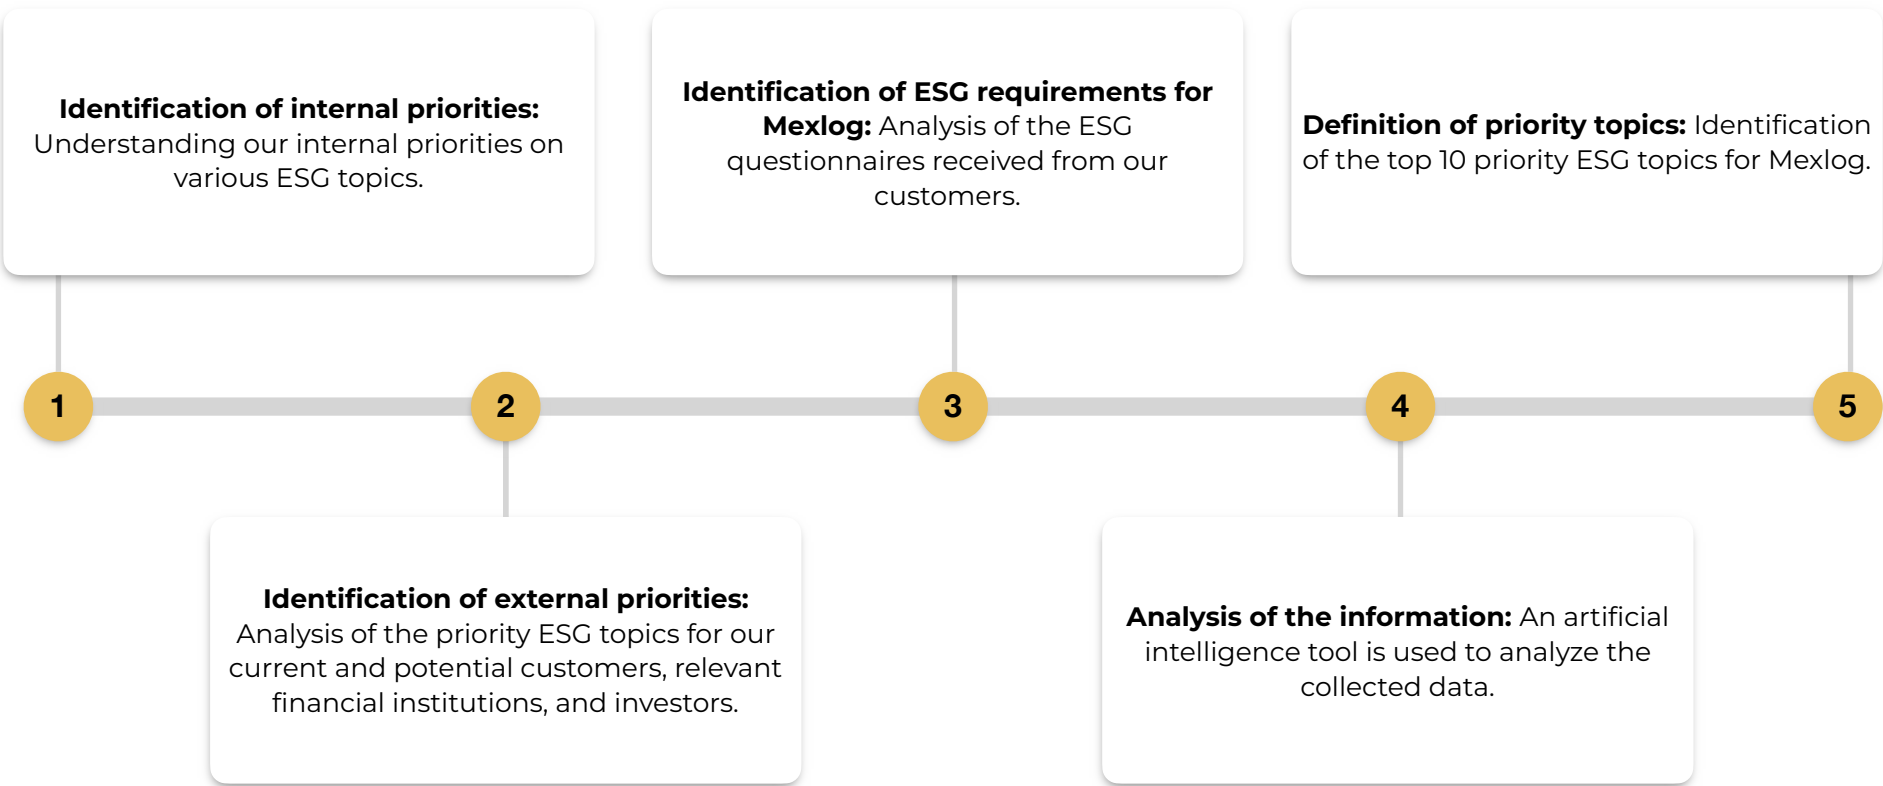 Identification of internal priorities:
Understanding our internal priorities on
various ESG topics.
Identification of ESG requirements for
Mexlog: Analysis of the ESG
questionnaires received from our
customers.
Definition of priority topics: Identification
of the top 10 priority ESG topics for Mexlog.
1
2
3
4
5
Identification of external priorities:
Analysis of the priority ESG topics for our
current and potential customers, relevant
financial institutions, and investors.
Analysis of the information: An artificial
intelligence tool is used to analyze the
collected data.